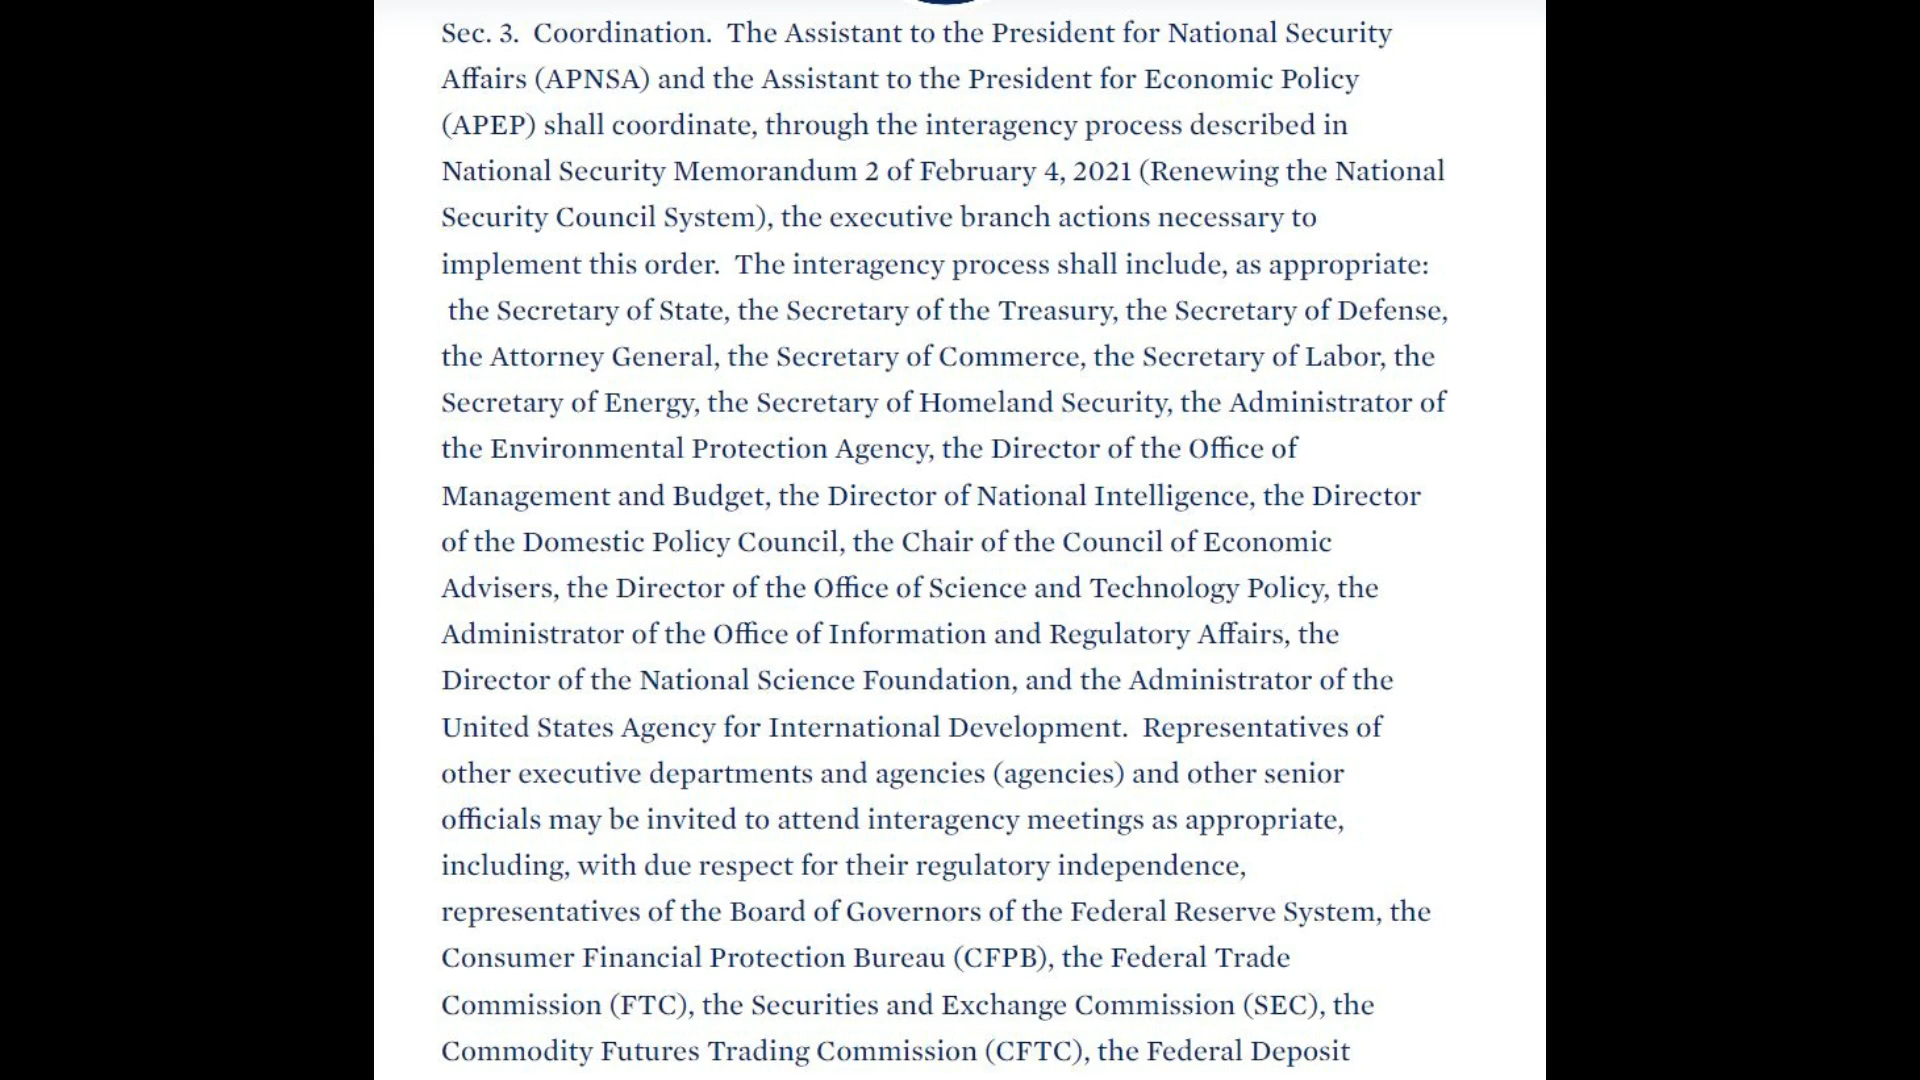 Sec. 3.  Coordination.  The Assistant to the President for National Security
Affairs (APNSA) and the Assistant to the President for Economic Policy
(APEP) shall coordinate, through the interagency process described in
National Security Memorandum 2 of February 4, 2021 (Renewing the National
Security Council System), the executive branch actions necessary to
implement this order.  The interagency process shall include, as appropriate:
the Secretary of State, the Secretary of the Treasury, the Secretary of Defense,
the Attorney General, the Secretary of Commerce, the Secretary of Labor, the
Secretary of Energy, the Secretary of Homeland Security, the Administrator of
the Environmental Protection Agency, the Director of the Office of
Management and Budget, the Director of National Intelligence, the Director
of the Domestic Policy Council, the Chair of the Council of Economic
Advisers, the Director of the Office of Science and Technology Policy, the
Administrator of the Office of Information and Regulatory Affairs, the
Director of the National Science Foundation, and the Administrator of the
United States Agency for International Development.  Representatives of
other executive departments and agencies (agencies) and other senior
officials may be invited to attend interagency meetings as appropriate,
including, with due respect for their regulatory independence,
representatives of the Board of Governors of the Federal Reserve System, the
Consumer Financial Protection Bureau (CFPB), the Federal Trade
Commission (FTC), the Securities and Exchange Commission (SEC), the
Commodity Futures Trading Commission (CFTC), the Federal Deposit